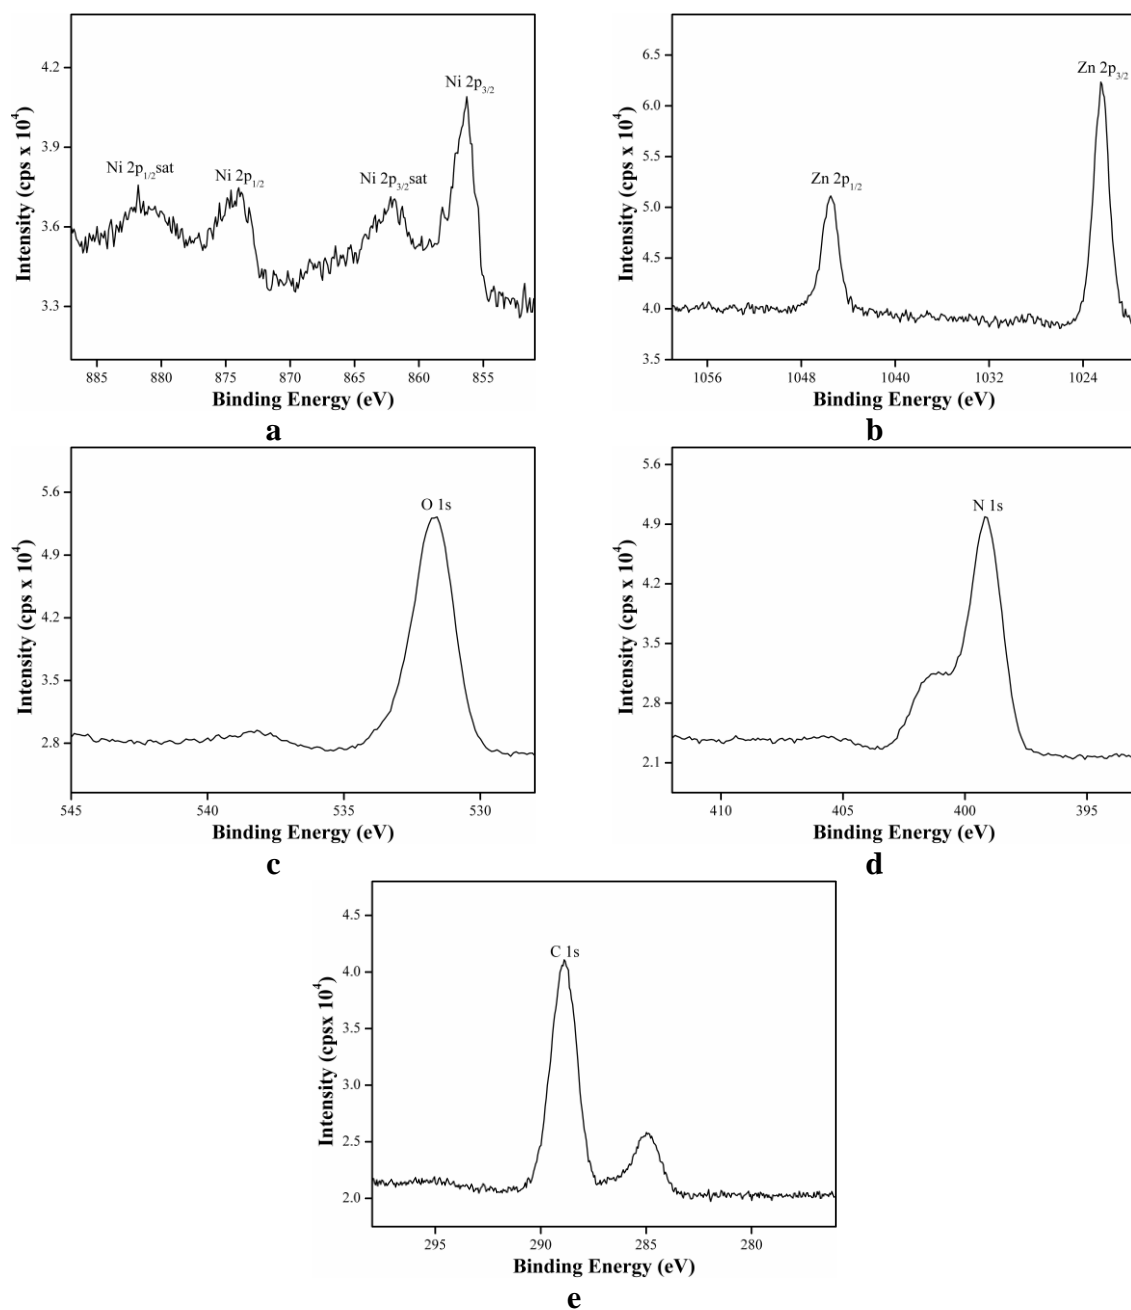 Ni 2p3/2
Ni 2p1/2sat
Ni 2p1/2
Ni 2p3/2sat
4.2
3.9
3.6
3.3
Intensity (cps x 10^4)
885 880 875 870 865 860 855
Binding Energy (eV)
a
Zn 2p3/2
Zn 2p1/2
6.5
6.0
5.5
5.0
4.5
4.0
3.5
Intensity (cps x 10^4)
1056 1048 1040 1032 1024
Binding Energy (eV)
b
O 1s
5.6
4.9
4.2
3.5
2.8
Intensity (cps x 10^4)
545 540 535 530
Binding Energy (eV)
c
N 1s
5.6
4.9
4.2
3.5
2.8
2.1
Intensity (cps x 10^4)
410 405 400 395
Binding Energy (eV)
d
C 1s
4.5
4.0
3.5
3.0
2.5
2.0
Intensity (cpsx 10^4)
295 290 285 280
Binding Energy (eV)
e